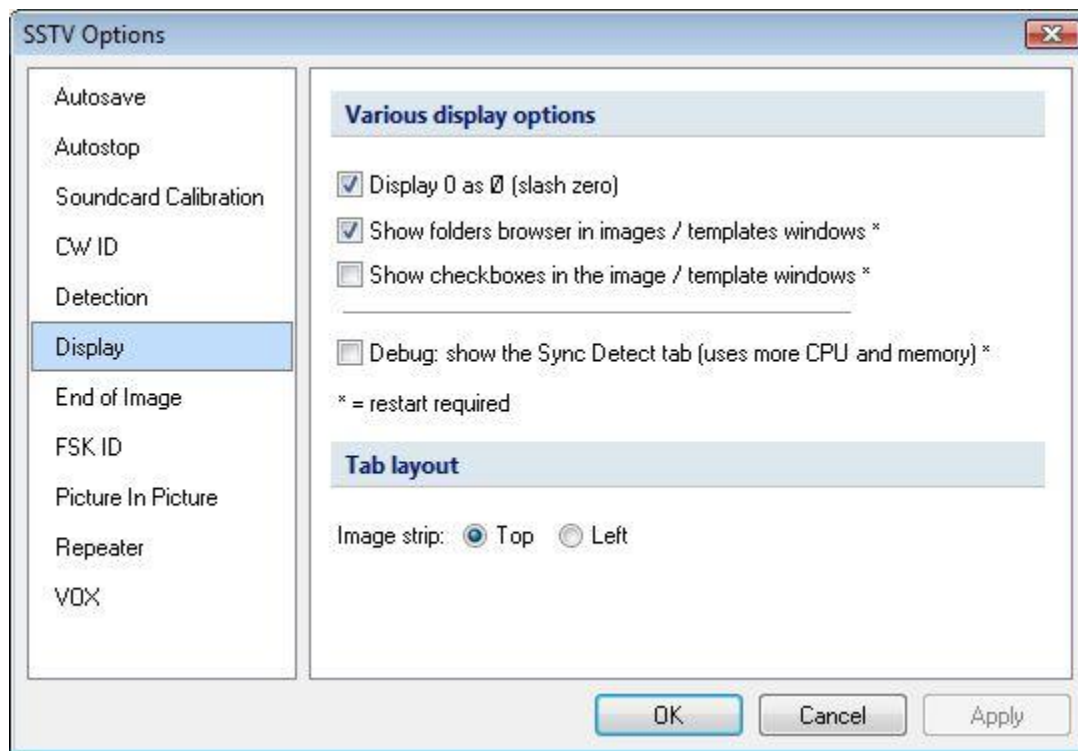 SSTV Options
Autosave
Autostop
Soundcard Calibration
CW ID
Detection
Display
End of Image
FSK ID
Picture In Picture
Repeater
VOX
Various display options
Display 0 as Ø (slash zero)
Show folders browser in images / templates windows *
Show checkboxes in the image / template windows *
Debug: show the Sync Detect tab (uses more CPU and memory) *
* = restart required
Tab layout
Image strip: Top Left
OK Cancel Apply